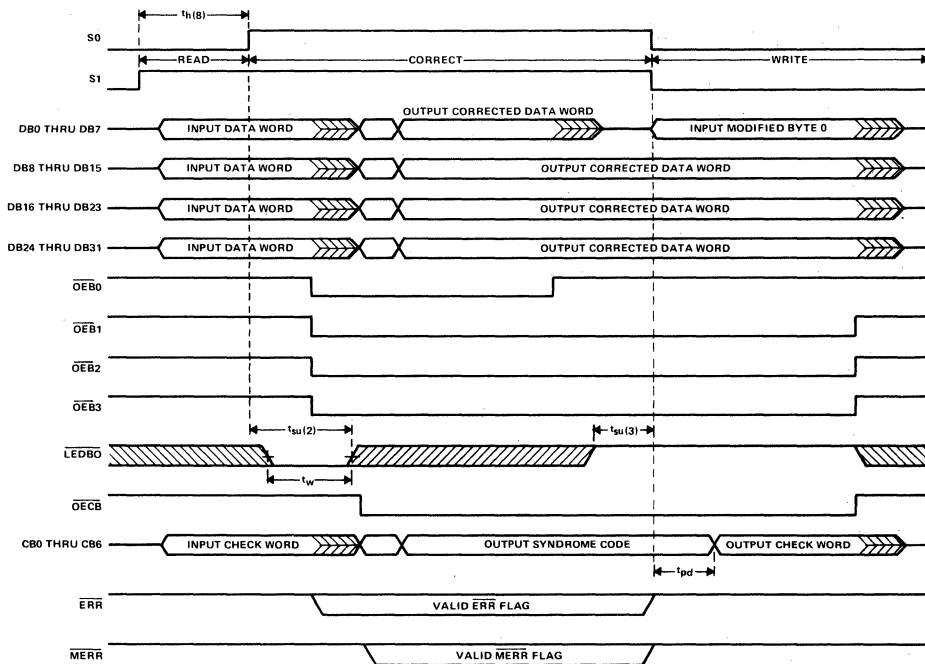 th(8)
S0
READ CORRECT WRITE
S1
OUTPUT CORRECTED DATA WORD
DB0 THRU DB7 INPUT DATA WORD INPUT MODIFIED BYTE 0
DB8 THRU DB15 INPUT DATA WORD OUTPUT CORRECTED DATA WORD
DB16 THRU DB23 INPUT DATA WORD OUTPUT CORRECTED DATA WORD
DB24 THRU DB31 INPUT DATA WORD OUTPUT CORRECTED DATA WORD
OEB0
OEB1
OEB2
OEB3
tsu(2) tsu(3)
LEDBO
tw
OECB
CB0 THRU CB6 INPUT CHECK WORD OUTPUT SYNDROME CODE OUTPUT CHECK WORD
tpd
ERR VALID ERR FLAG
MERR VALID MERR FLAG